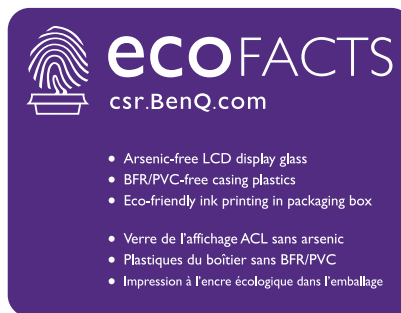 ecoFACTS
csr.BenQ.com
• Arsenic-free LCD display glass
• BFR/PVC-free casing plastics
• Eco-friendly ink printing in packaging box
• Verre de l'affichage ACL sans arsenic
• Plastiques du boîtier sans BFR/PVC
• Impression à l'encre écologique dans l'emballage